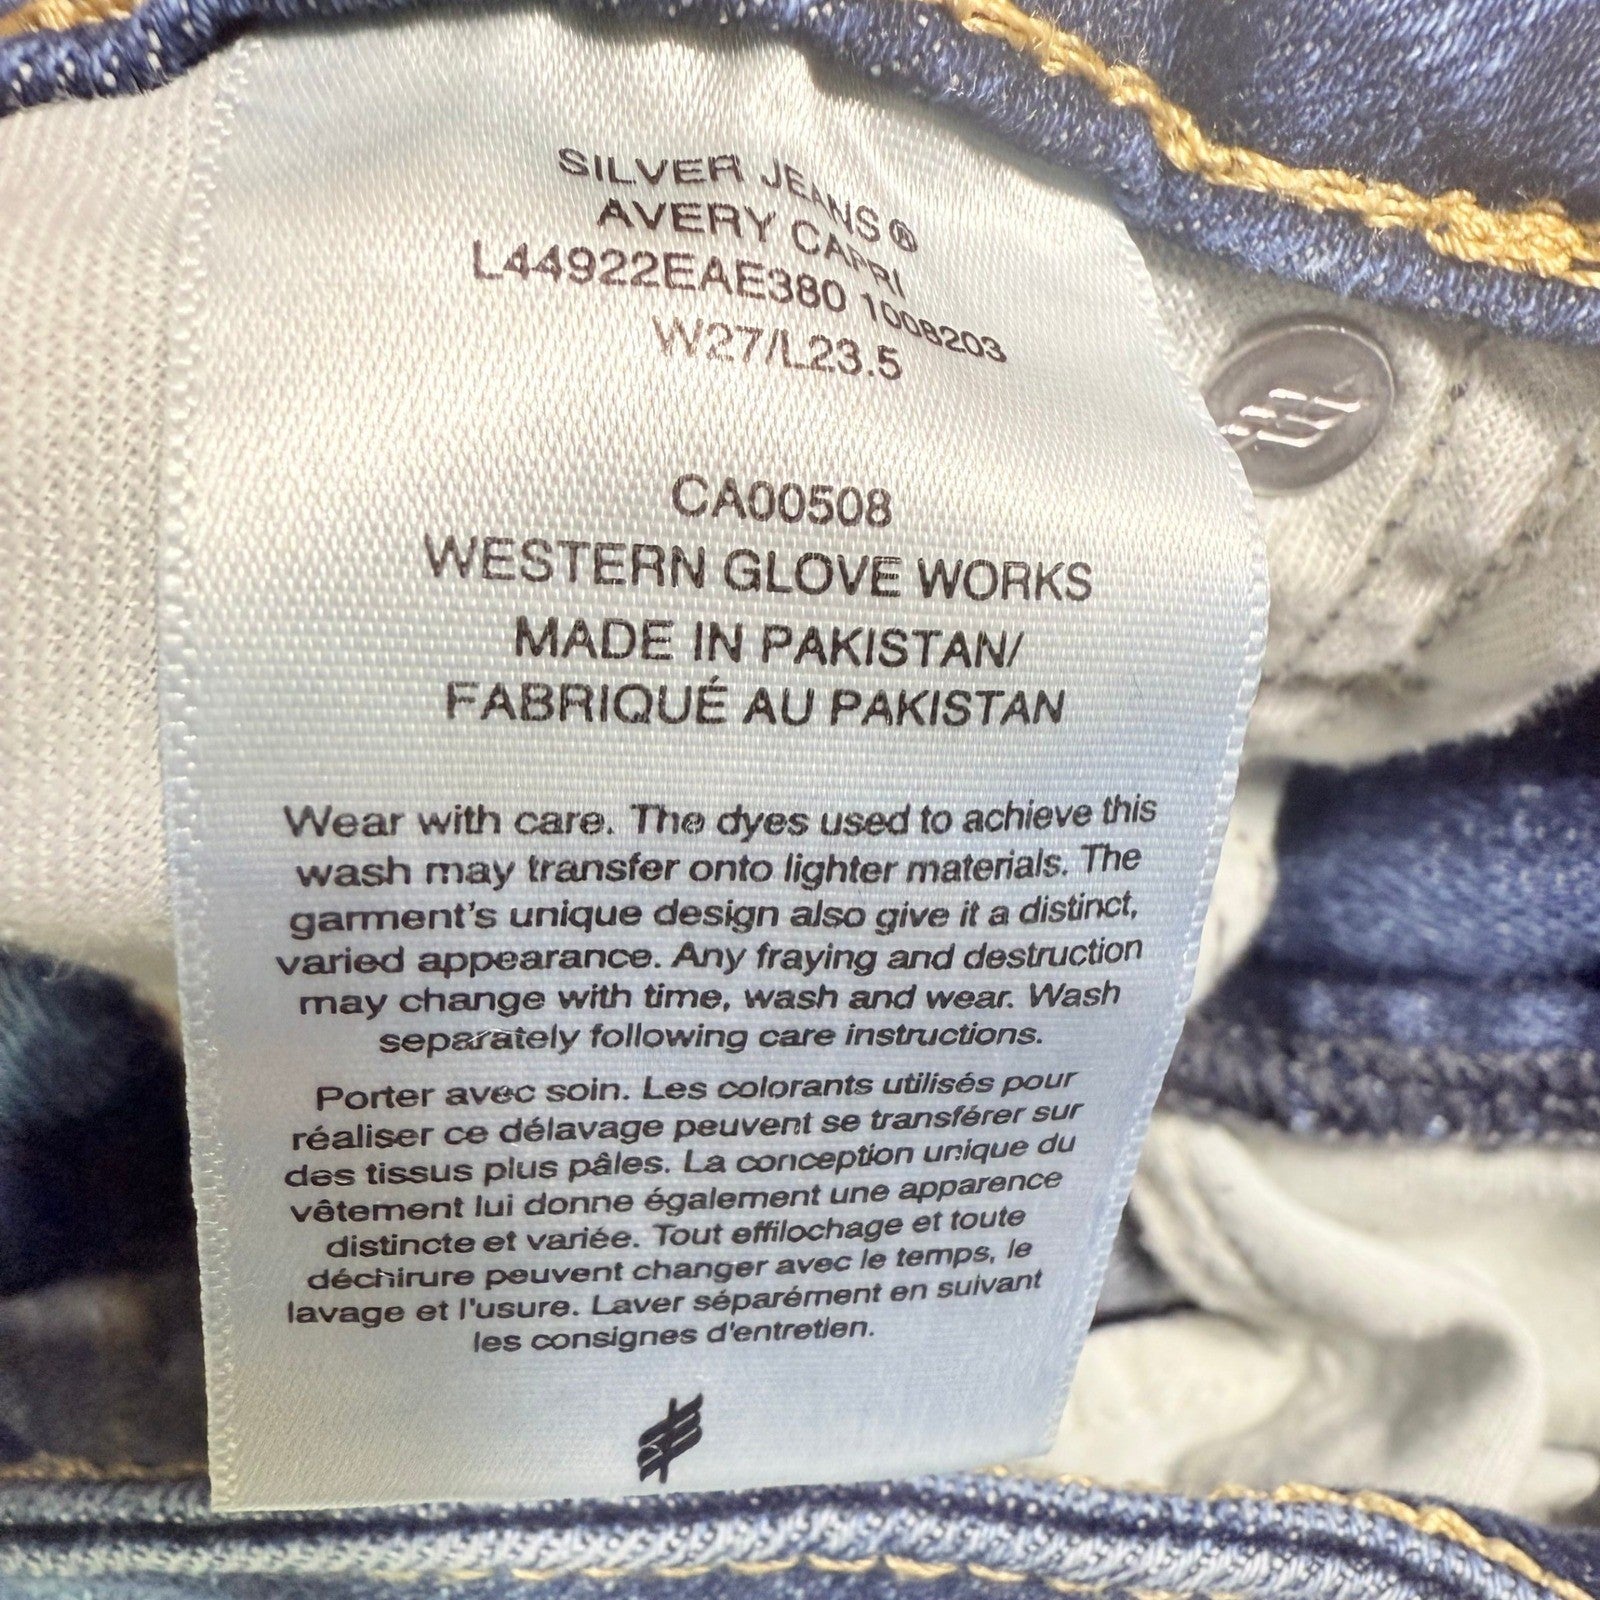 SILVER JEANS®
AVERY CAPRI
L44922EAE380 1008203
W27/L23.5
CA00508
WESTERN GLOVE WORKS
MADE IN PAKISTAN/
FABRIQUÉ AU PAKISTAN
Wear with care. The dyes used to achieve this
wash may transfer onto lighter materials. The
garment's unique design also give it a distinct,
varied appearance. Any fraying and destruction
may change with time, wash and wear. Wash
separately following care instructions.
Porter avec soin. Les colorants utilisés pour
réaliser ce délavage peuvent se transférer sur
des tissus plus pâles. La conception unique du
vêtement lui donne également une apparence
distincte et variée. Tout effilochage et toute
déchirure peuvent changer avec le temps, le
lavage et l'usure. Laver séparément en suivant
les consignes d'entretien.